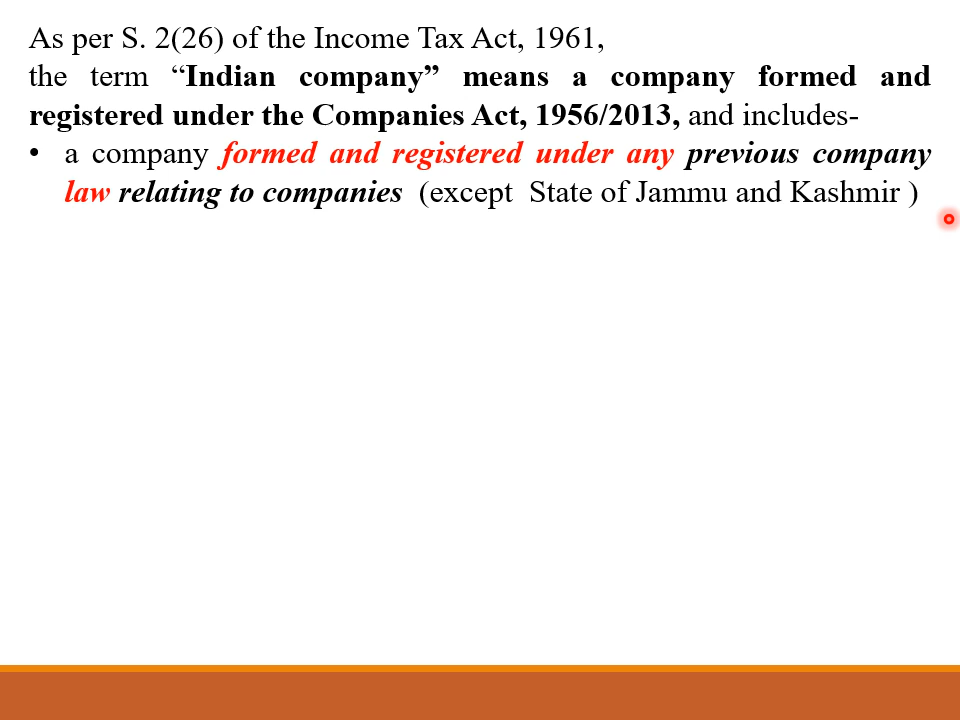 As per S. 2(26) of the Income Tax Act, 1961,
the term “Indian company” means a company formed and
registered under the Companies Act, 1956/2013, and includes-
• a company formed and registered under any previous company
law relating to companies (except State of Jammu and Kashmir )